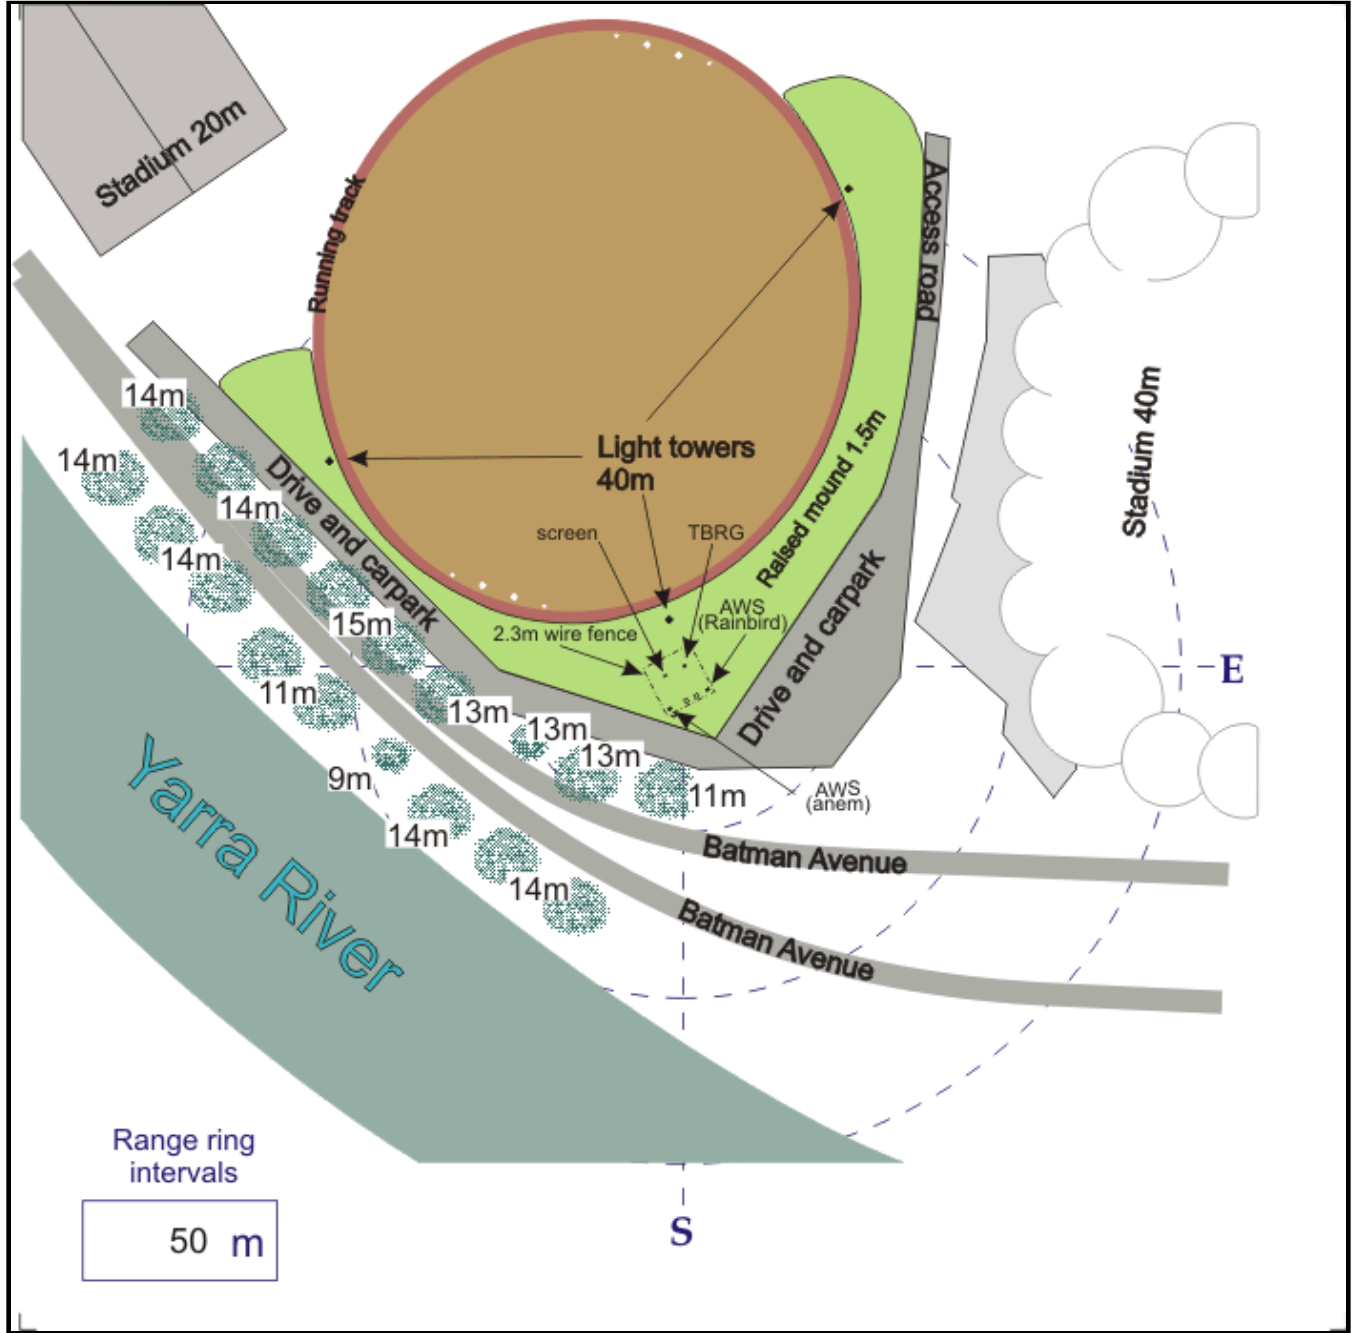 Stadium 20m
Running track
Access road
14m
Light towers
40m
Stadium 40m
14m
Drive and carpark
14m
Raised mound 1.5m
screen
TBRG
14m
AWS
(Rainbird)
15m
2.3m wire fence
Drive and carpark
E
11m
13m
13m
13m
9m
11m
AWS
(anem)
14m
Batman Avenue
14m
Batman Avenue
Yarra River
Range ring
intervals
50 m
S